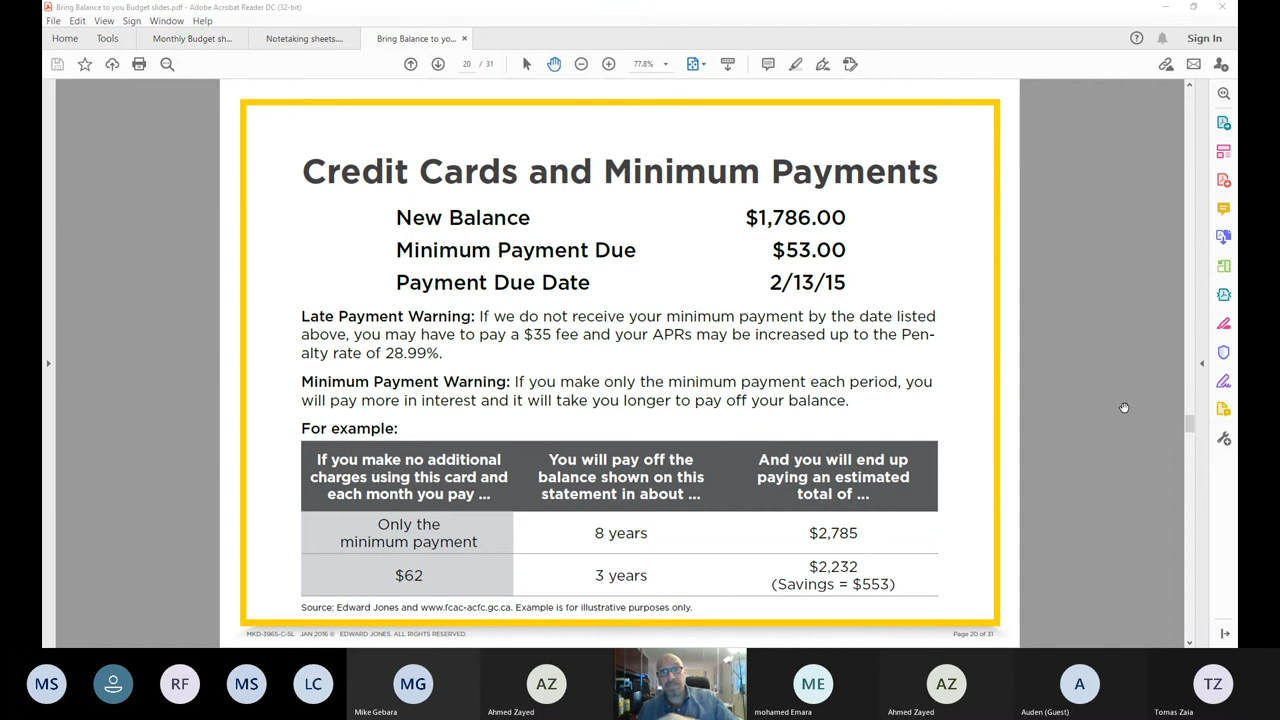 Bring Balance to you Budget slides.pdf - Adobe Acrobat Reader DC (32-bit)
File Edit View Sign Window Help
Home Tools Monthly Budget sh... Notetaking sheets.... Bring Balance to yo... × Sign In
20 / 31 77.8%
Credit Cards and Minimum Payments
New Balance $1,786.00
Minimum Payment Due $53.00
Payment Due Date 2/13/15
Late Payment Warning: If we do not receive your minimum payment by the date listed
above, you may have to pay a $35 fee and your APRs may be increased up to the Pen-
alty rate of 28.99%.
Minimum Payment Warning: If you make only the minimum payment each period, you
will pay more in interest and it will take you longer to pay off your balance.
For example:
If you make no additional
charges using this card and
each month you pay ...
You will pay off the
balance shown on this
statement in about ...
And you will end up
paying an estimated
total of ...
Only the
minimum payment
8 years
$2,785
$62
3 years
$2,232
(Savings = $553)
Source: Edward Jones and www.fcac-acfc.gc.ca. Example is for illustrative purposes only.
MKD-3965-C-SL JAN 2016 © EDWARD JONES. ALL RIGHTS RESERVED. Page 20 of 31
MS RF MS LC MG AZ ME AZ A TZ
Mike Gebara Ahmed Zayed mohamed Emara Ahmed Zayed Auden (Guest) Tomas Zaia